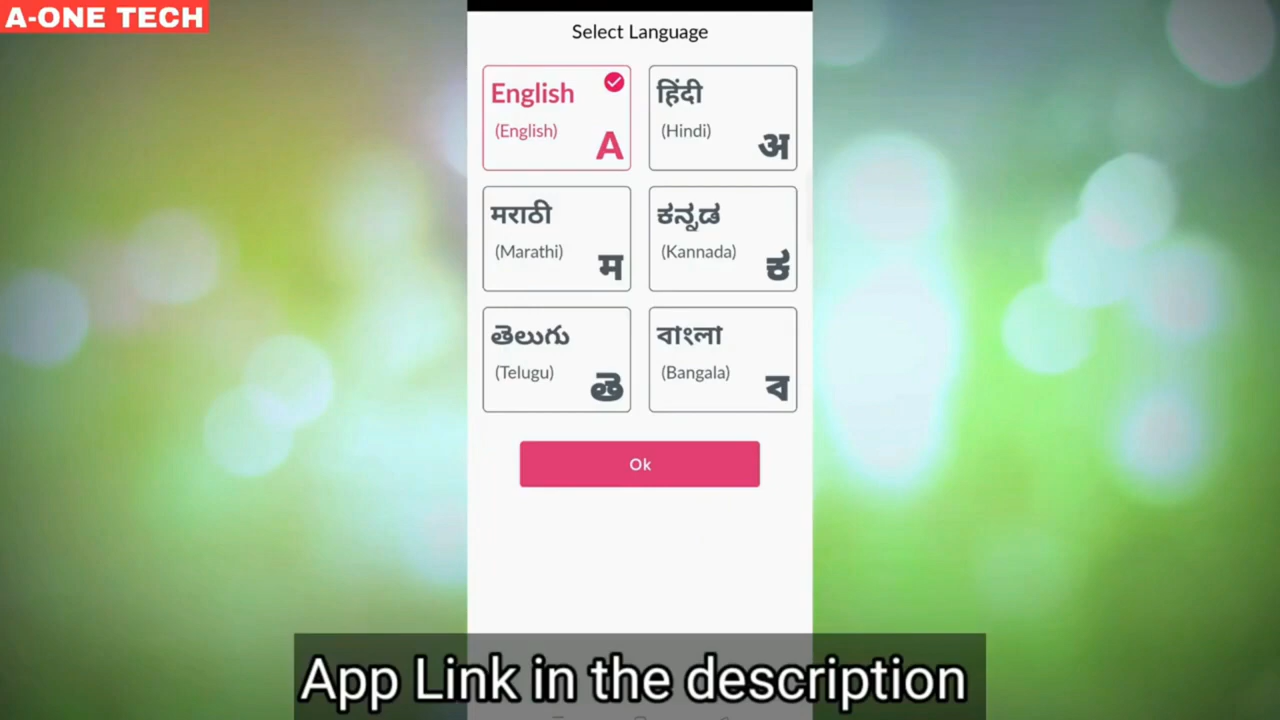 A-ONE TECH
Select Language
English
(English)
A
हिंदी
(Hindi)
अ
मराठी
(Marathi)
म
ಕನ್ನಡ
(Kannada)
ಕ
తెలుగు
(Telugu)
తె
বাংলা
(Bangala)
ব
Ok
App Link in the description